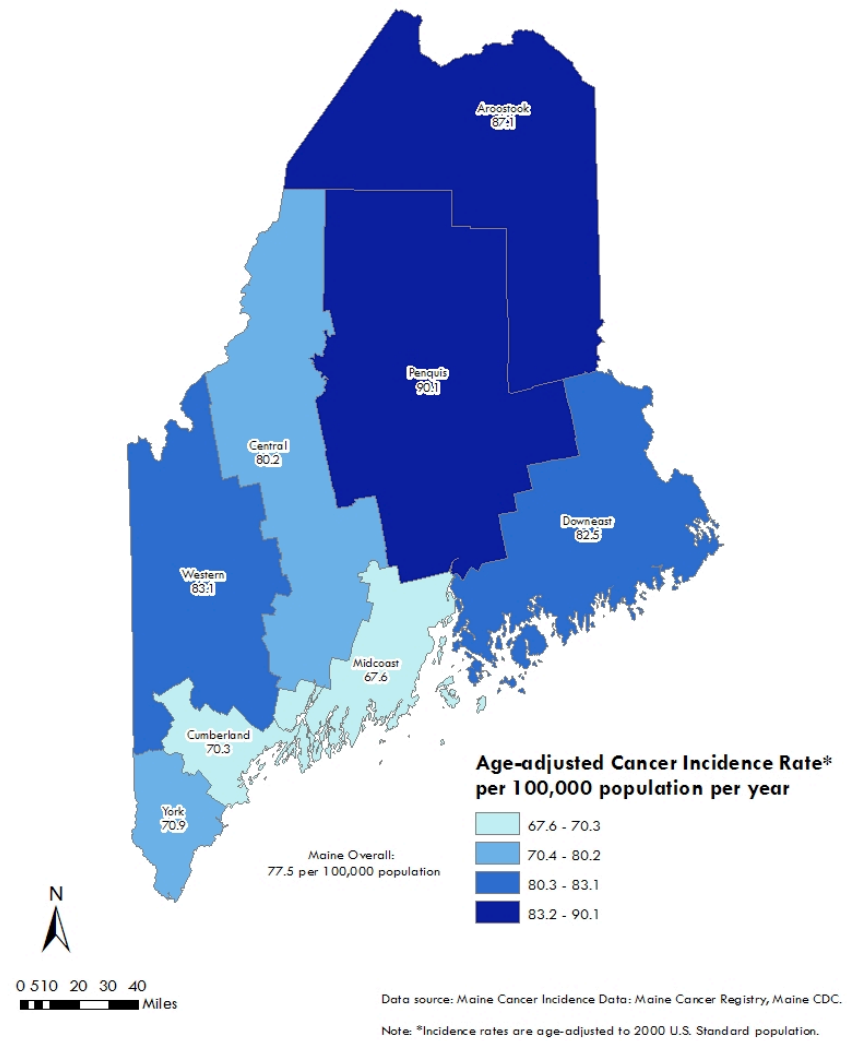 Aroostook
87.1
Penquis
90.1
Central
80.2
Downeast
82.5
Western
83.1
Midcoast
67.6
Cumberland
70.3
York
70.9
Age-adjusted Cancer Incidence Rate*
per 100,000 population per year
67.6 - 70.3
70.4 - 80.2
80.3 - 83.1
83.2 - 90.1
Maine Overall:
77.5 per 100,000 population
N
0 510 20 30 40
Miles
Data source: Maine Cancer Incidence Data: Maine Cancer Registry, Maine CDC.
Note: *Incidence rates are age-adjusted to 2000 U.S. Standard population.